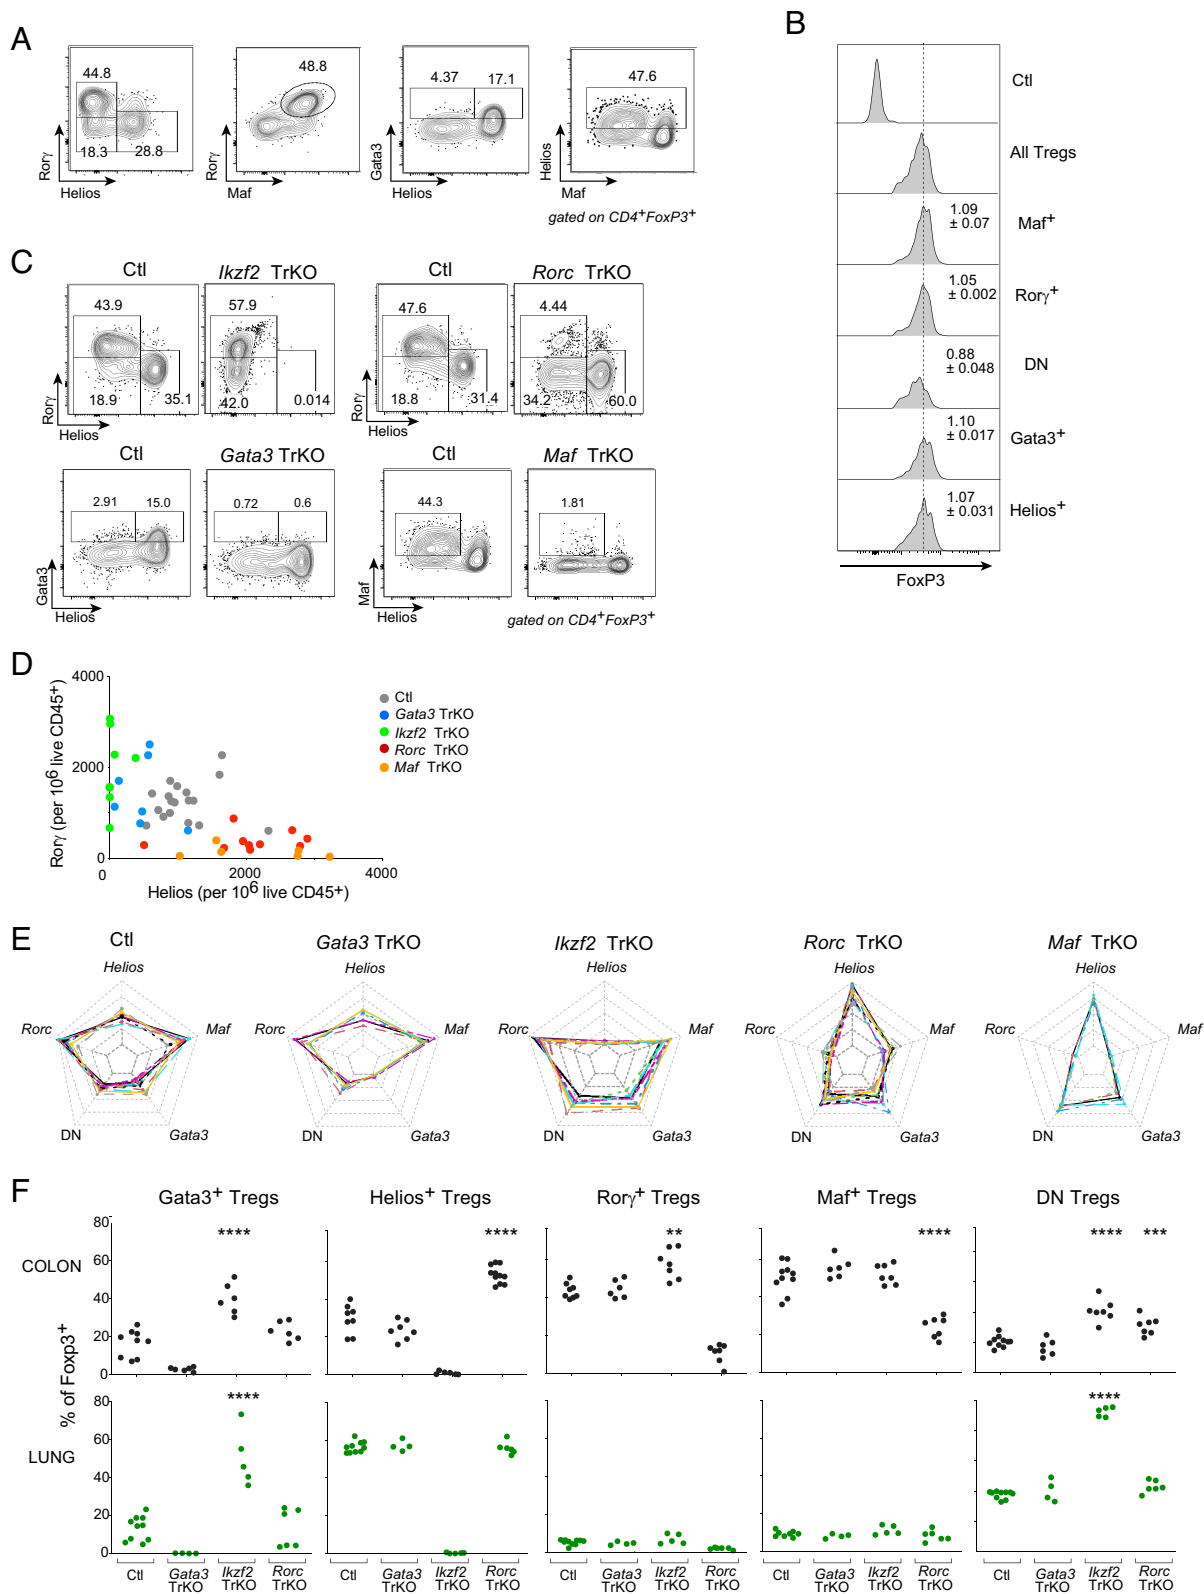 A
44.8
18.3
28.8
Rorγ
Helios
48.8
Rorγ
Maf
4.37
17.1
Gata3
Helios
47.6
Helios
Maf
gated on CD4+FoxP3+
B
Ctl
All Tregs
1.09
± 0.07
Maf+
1.05
± 0.002
Rorγ+
0.88
± 0.048
DN
1.10
± 0.017
Gata3+
1.07
± 0.031
Helios+
FoxP3
C
Ctl
Ikzf2 TrKO
Ctl
Rorc TrKO
43.9
18.9
35.1
57.9
42.0
0.014
Rorγ
Helios
47.6
18.8
31.4
4.44
34.2
60.0
Rorγ
Helios
Ctl
Gata3 TrKO
Ctl
Maf TrKO
2.91
15.0
0.72
0.6
Gata3
Helios
44.3
1.81
Maf
Helios
gated on CD4+FoxP3+
D
Rorγ (per 10^6 live CD45+)
4000
2000
0
0
2000
4000
Helios (per 10^6 live CD45+)
Ctl
Gata3 TrKO
Ikzf2 TrKO
Rorc TrKO
Maf TrKO
E
Ctl
Gata3 TrKO
Ikzf2 TrKO
Rorc TrKO
Maf TrKO
Helios
Maf
Gata3
DN
Rorc
Helios
Maf
Gata3
DN
Rorc
Helios
Maf
Gata3
DN
Rorc
Helios
Maf
Gata3
DN
Rorc
Helios
Maf
Gata3
DN
Rorc
F
Gata3+ Tregs
Helios+ Tregs
Rorγ+ Tregs
Maf+ Tregs
DN Tregs
COLON
80
60
40
20
0
****
****
**
****
****
***
% of Foxp3+
LUNG
80
60
40
20
0
****
****
Ctl
Gata3 TrKO
Ikzf2 TrKO
Rorc TrKO
Ctl
Gata3 TrKO
Ikzf2 TrKO
Rorc TrKO
Ctl
Gata3 TrKO
Ikzf2 TrKO
Rorc TrKO
Ctl
Gata3 TrKO
Ikzf2 TrKO
Rorc TrKO
Ctl
Gata3 TrKO
Ikzf2 TrKO
Rorc TrKO